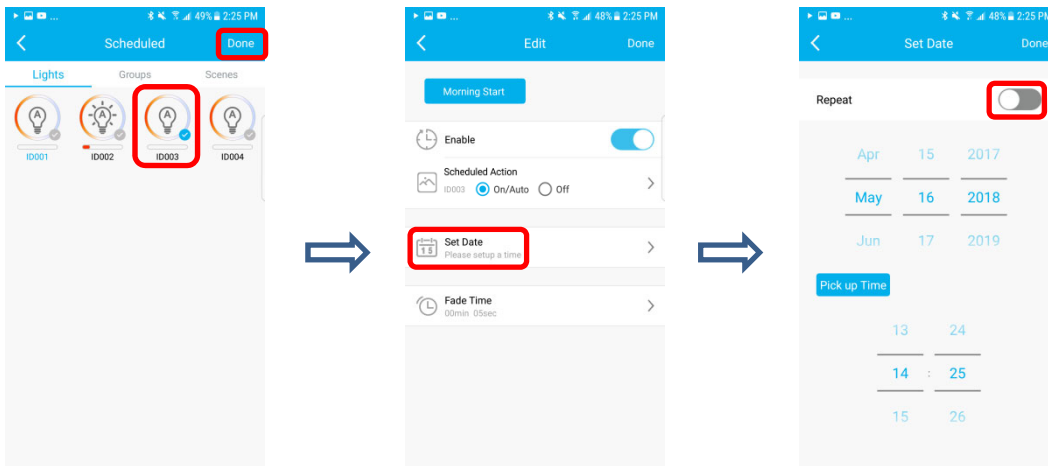 ... 49% 2:25 PM
Scheduled Done
Lights Groups Scenes
A A A
ID001 ID002 ID003 ID004
... 48% 2:25 PM
Edit Done
Morning Start
Enable
Scheduled Action
ID003 On/Auto Off
15 Set Date
Please setup a time
Fade Time
00min 05sec
... 48% 2:25 PM
Set Date Done
Repeat
Apr 15 2017
May 16 2018
Jun 17 2019
Pick up Time
13 24
14 : 25
15 26